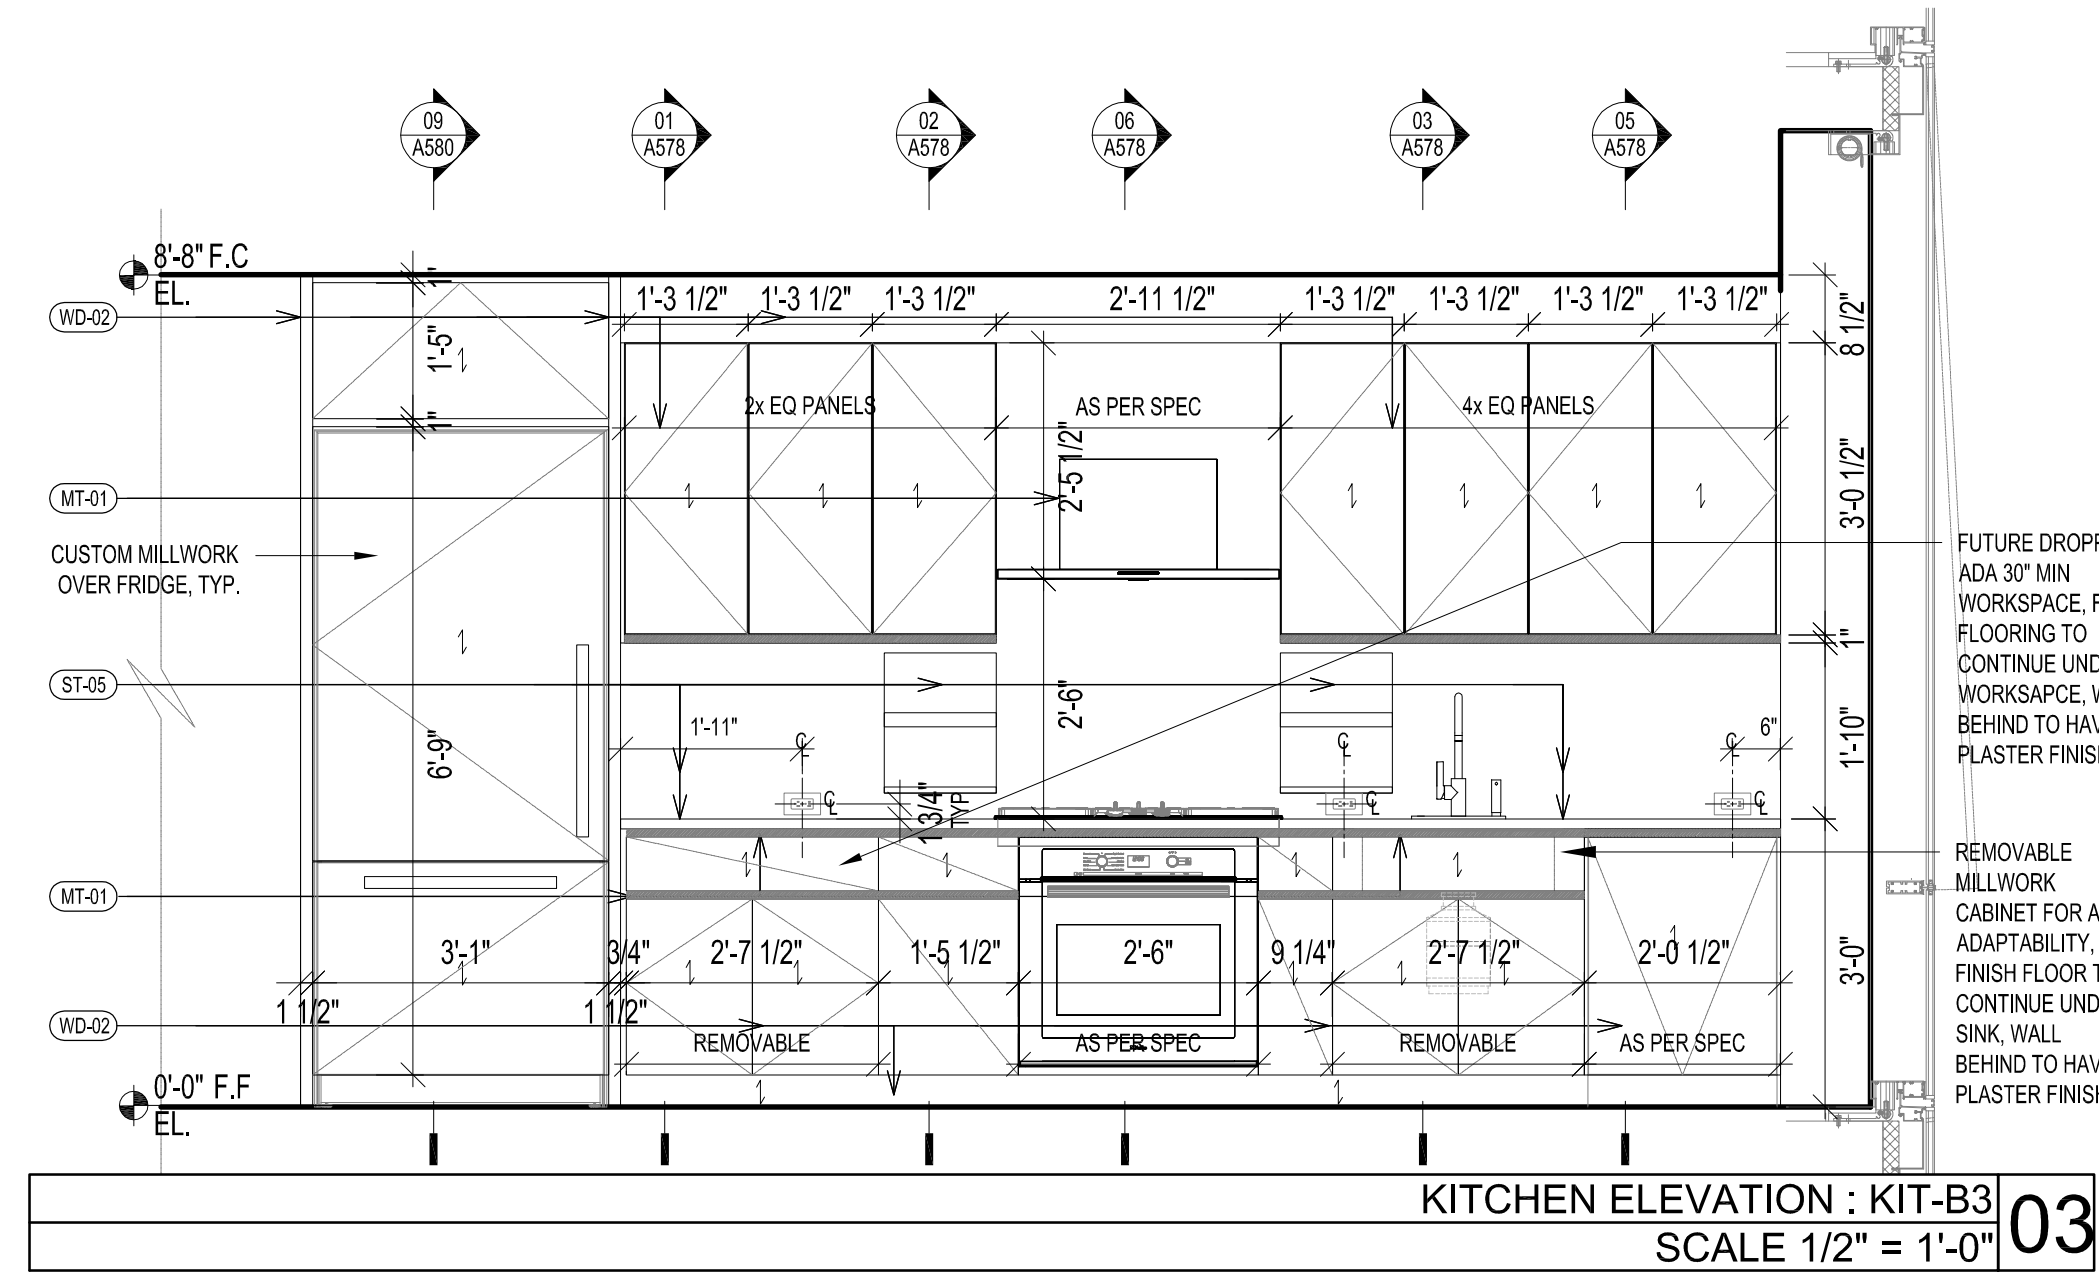 09
A580
01
A578
02
A578
06
A578
03
A578
05
A578
8'-8" F.C
EL.
WD-02
1"
1'-3 1/2"
1'-3 1/2"
1'-3 1/2"
2'-11 1/2"
1'-3 1/2"
1'-3 1/2"
1'-3 1/2"
1'-3 1/2"
8 1/2"
1'-5"
1"
2x EQ PANELS
AS PER SPEC
4x EQ PANELS
2'-5 1/2"
3'-0 1/2"
MT-01
CUSTOM MILLWORK
OVER FRIDGE, TYP.
FUTURE
ADA 30" MIN
WORKSPACE,
FLOORING TO
CONTINUE
WORKSAPCE,
BEHIND TO
PLASTER
1"
ST-05
2'-6"
1'-11"
6"
1'-10"
6'-9"
1 3/4"
TYP
REMOVABLE
MILLWORK
CABINET FOR
ADAPTABILITY,
FINISH FLOOR
CONTINUE
SINK, WALL
BEHIND TO
PLASTER
MT-01
3'-1"
3/4"
2'-7 1/2"
1'-5 1/2"
2'-6"
9 1/4"
2'-7 1/2"
2'-0 1/2"
3'-0"
1 1/2"
1 1/2"
WD-02
REMOVABLE
AS PER SPEC
REMOVABLE
AS PER SPEC
0'-0" F.F
EL.
KITCHEN ELEVATION : KIT-B3
SCALE 1/2" = 1'-0"
03